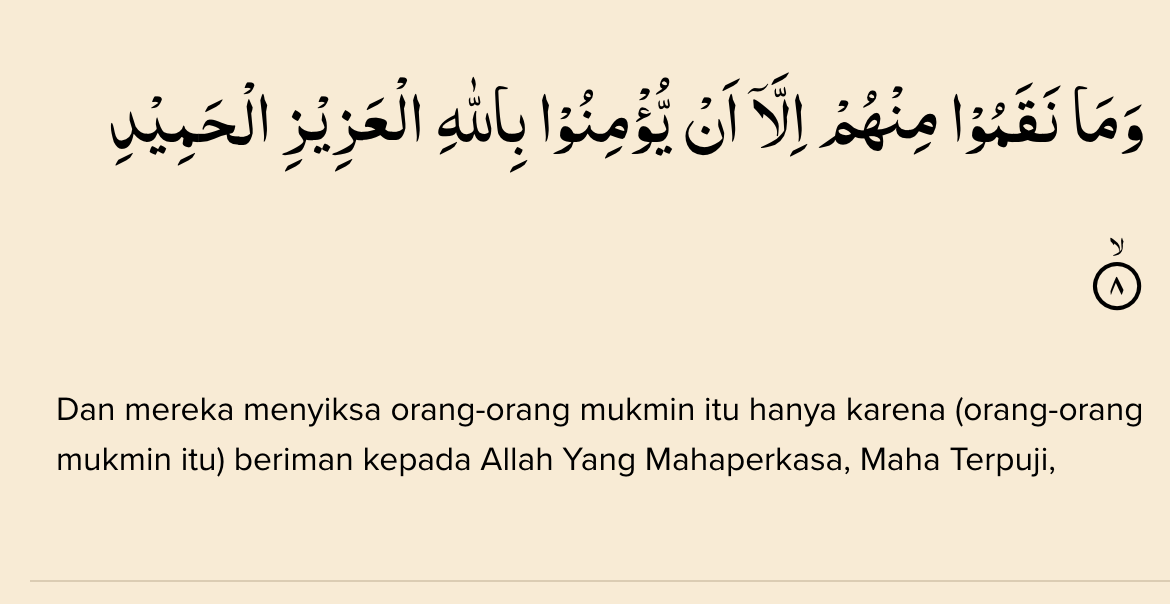 وَمَا نَقَمُوْا مِنْهُمْ اِلَّآ اَنْ يُّؤْمِنُوْا بِاللّٰهِ الْعَزِيْزِ الْحَمِيْدِ
ۙ ٨
Dan mereka menyiksa orang-orang mukmin itu hanya karena (orang-orang
mukmin itu) beriman kepada Allah Yang Mahaperkasa, Maha Terpuji,